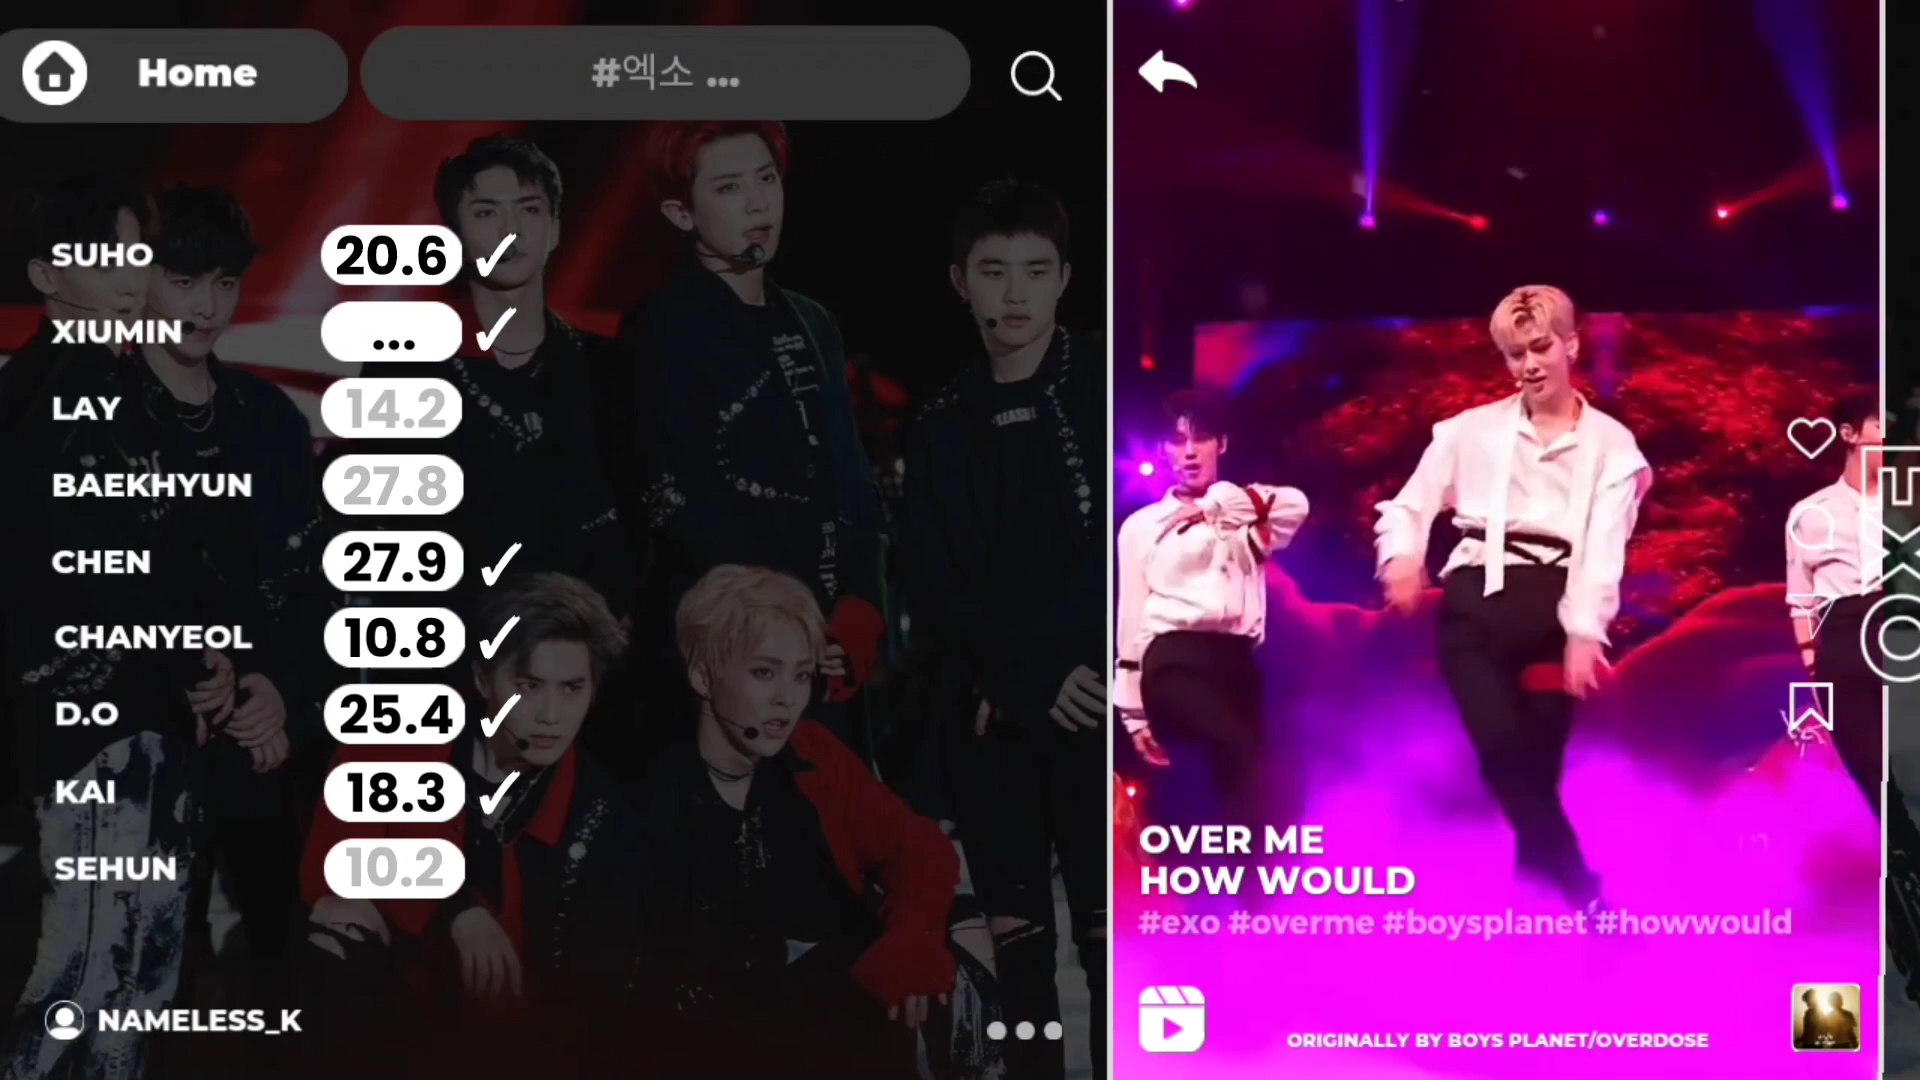 Home
#엑소 ...
SUHO 20.6 ✓
XIUMIN ... ✓
LAY 14.2
BAEKHYUN 27.8
CHEN 27.9 ✓
CHANYEOL 10.8 ✓
D.O 25.4 ✓
KAI 18.3 ✓
SEHUN 10.2
NAMELESS_K
OVER ME
HOW WOULD
#exo #overme #boysplanet #howwould
ORIGINALLY BY BOYS PLANET/OVERDOSE
EXO